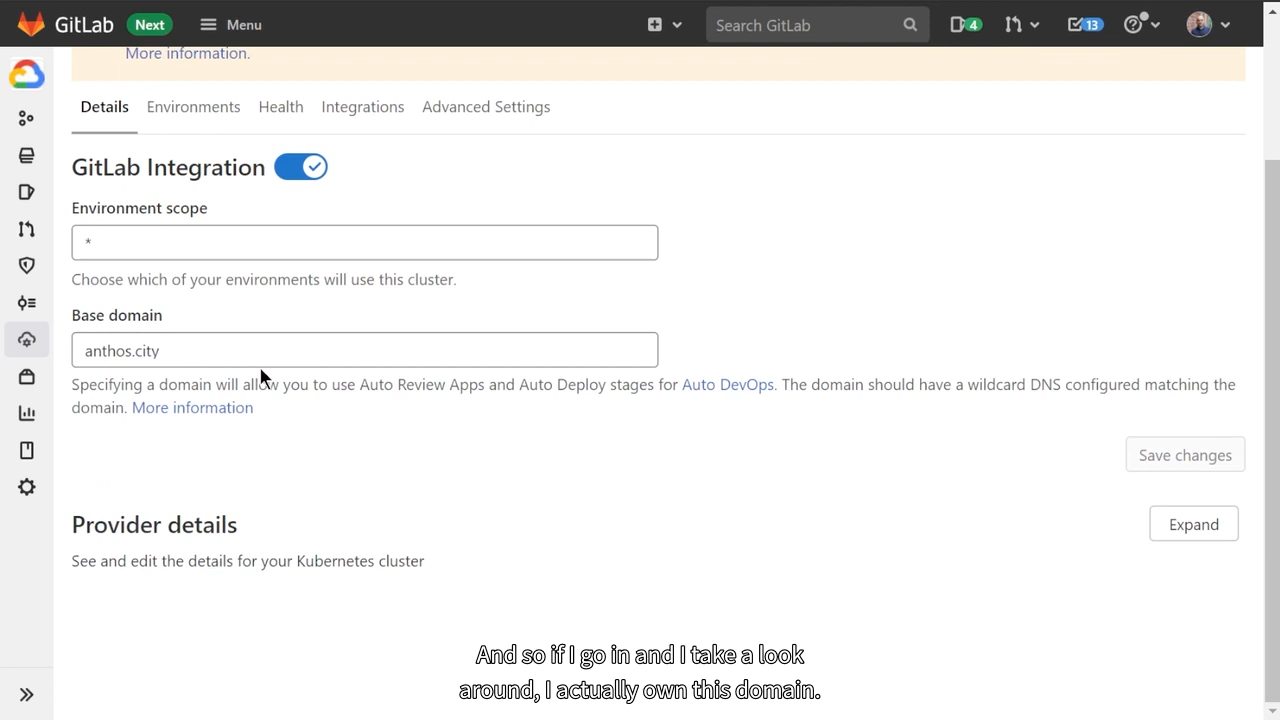 GitLab Next Menu Search GitLab 4 13
More information.
Details Environments Health Integrations Advanced Settings
GitLab Integration
Environment scope
*
Choose which of your environments will use this cluster.
Base domain
anthos.city
Specifying a domain will allow you to use Auto Review Apps and Auto Deploy stages for Auto DevOps. The domain should have a wildcard DNS configured matching the
domain. More information
Save changes
Provider details
Expand
See and edit the details for your Kubernetes cluster
And so if I go in and I take a look
around, I actually own this domain.